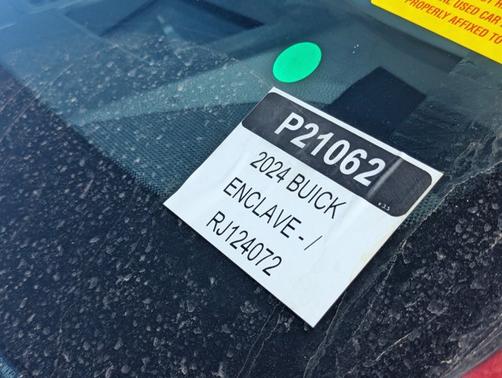 USED CAR
PROPERLY AFFIXED TO
P21062
2024 BUICK
ENCLAVE - /
RJ124072